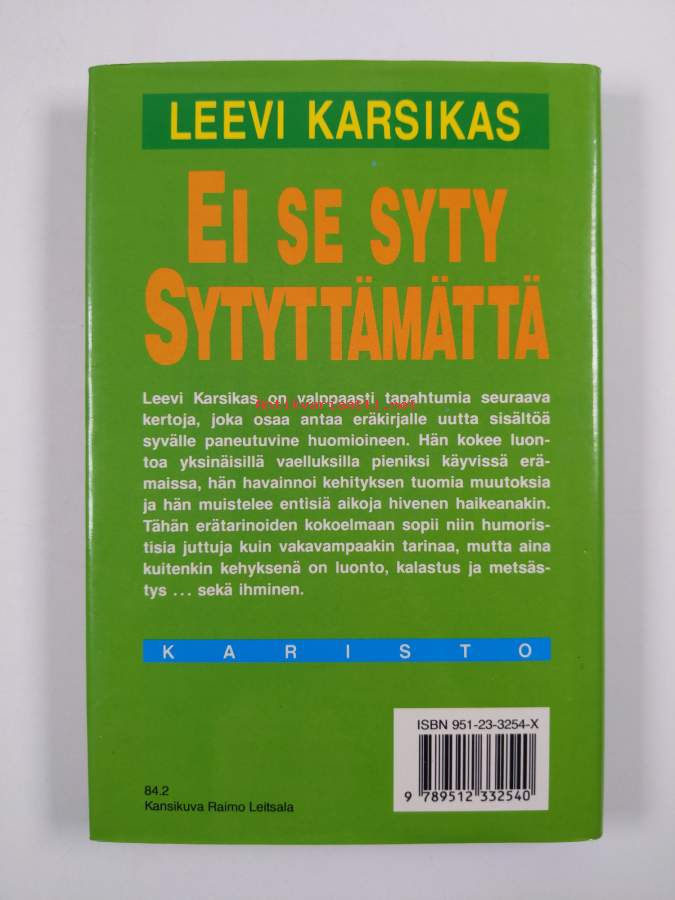 LEEVI KARSIKAS
EI SE SYTY
SYTYTTÄMÄTTÄ
Leevi Karsikas on valppaasti tapahtumia seuraava
kertoja, joka osaa antaa eräkirjalle uutta sisältöä
syvälle paneutuvine huomioineen. Hän kokee luon-
toa yksinäisillä vaelluksilla pieniksi käyvissä erä-
maissa, hän havainnoi kehityksen tuomia muutoksia
ja hän muistelee entisiä aikoja hivenen haikeanakin.
Tähän erätarinoiden kokoelmaan sopii niin humoris-
tisia juttuja kuin vakavampaakin tarinaa, mutta aina
kuitenkin kehyksenä on luonto, kalastus ja metsäs-
tys ... sekä ihminen.
KARISTO
ISBN 951-23-3254-X
9 789512 332540
84.2
Kansikuva Raimo Leitsala